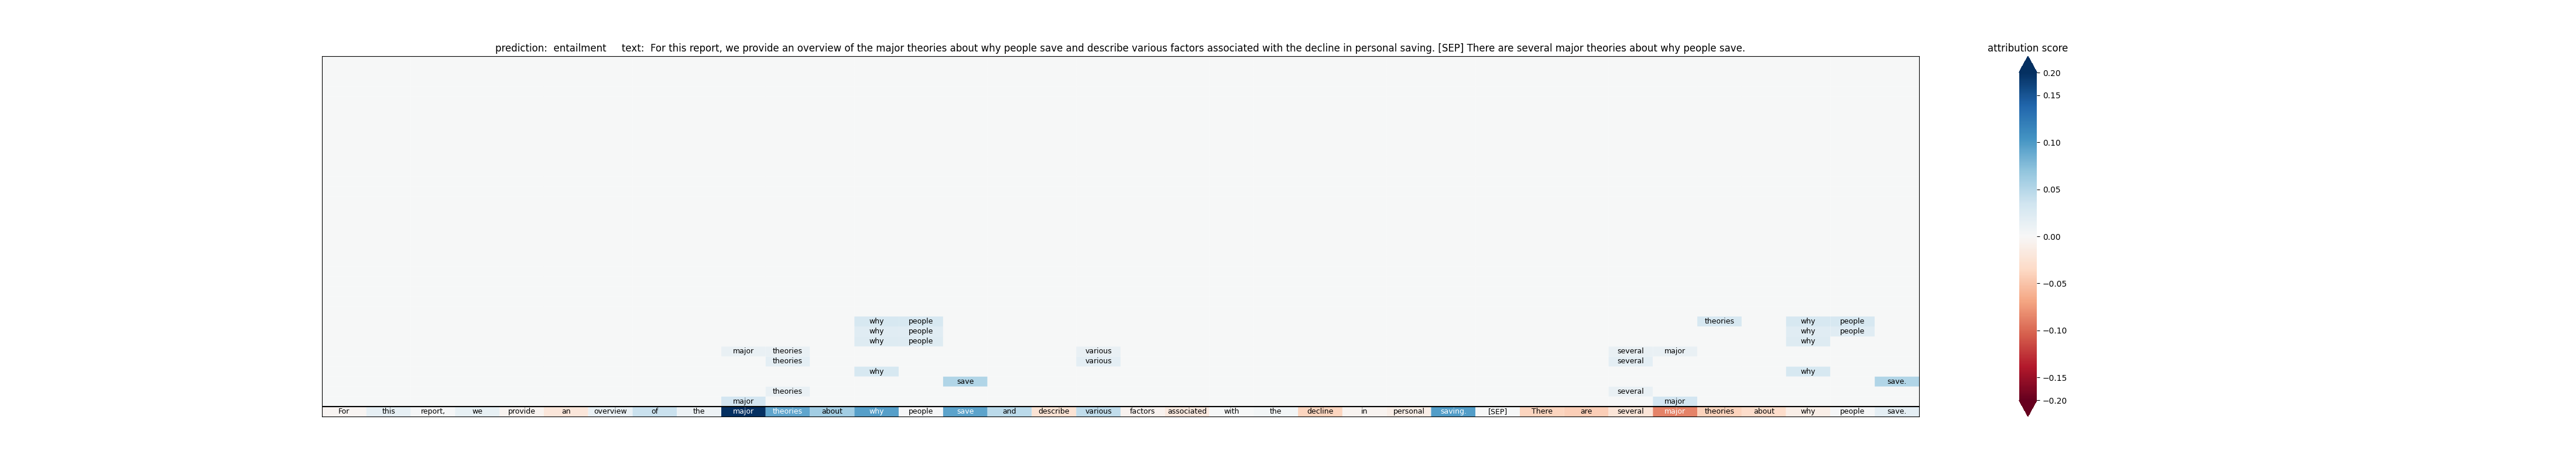 prediction:  entailment     text:  For this report, we provide an overview of the major theories about why people save and describe various factors associated with the decline in personal saving. [SEP] There are several major theories about why people save.
attribution score
0.20
0.15
0.10
0.05
0.00
−0.05
−0.10
−0.15
−0.20
why people theories why people
why people why people
why people why
major theories various several major
theories various several
why why
save save.
theories several
major major
For this report, we provide an overview of the major theories about why people save and describe various factors associated with the decline in personal saving. [SEP] There are several major theories about why people save.